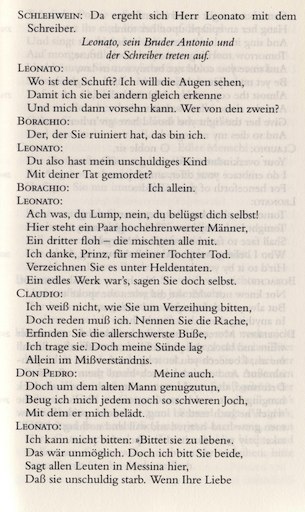 SCHLEHWEIN: Da ergeht sich Herr Leonato mit dem
Schreiber.
Leonato, sein Bruder Antonio und
der Schreiber treten auf.
LEONATO:
Wo ist der Schuft? Ich will die Augen sehen,
Damit ich sie bei andern gleich erkenne
Und mich dann vorsehn kann. Wer von den zwein?
BORACHIO:
Der, der Sie ruiniert hat, das bin ich.
LEONATO:
Du also hast mein unschuldiges Kind
Mit deiner Tat gemordet?
BORACHIO: Ich allein.
LEONATO:
Ach was, du Lump, nein, du belügst dich selbst!
Hier steht ein Paar hochehrenwerter Männer,
Ein dritter floh – die mischten alle mit.
Ich danke, Prinz, für meiner Tochter Tod.
Verzeichnen Sie es unter Heldentaten.
Ein edles Werk war's, sagen Sie doch selbst.
CLAUDIO:
Ich weiß nicht, wie Sie um Verzeihung bitten,
Doch reden muß ich. Nennen Sie die Rache,
Erfinden Sie die allerschwerste Buße,
Ich trage sie. Doch meine Sünde lag
Allein im Mißverständnis.
DON PEDRO: Meine auch.
Doch um dem alten Mann genugzutun,
Beug ich mich jedem noch so schweren Joch,
Mit dem er mich belädt.
LEONATO:
Ich kann nicht bitten: »Bittet sie zu leben«.
Das wär unmöglich. Doch ich bitt Sie beide,
Sagt allen Leuten in Messina hier,
Daß sie unschuldig starb. Wenn Ihre Liebe